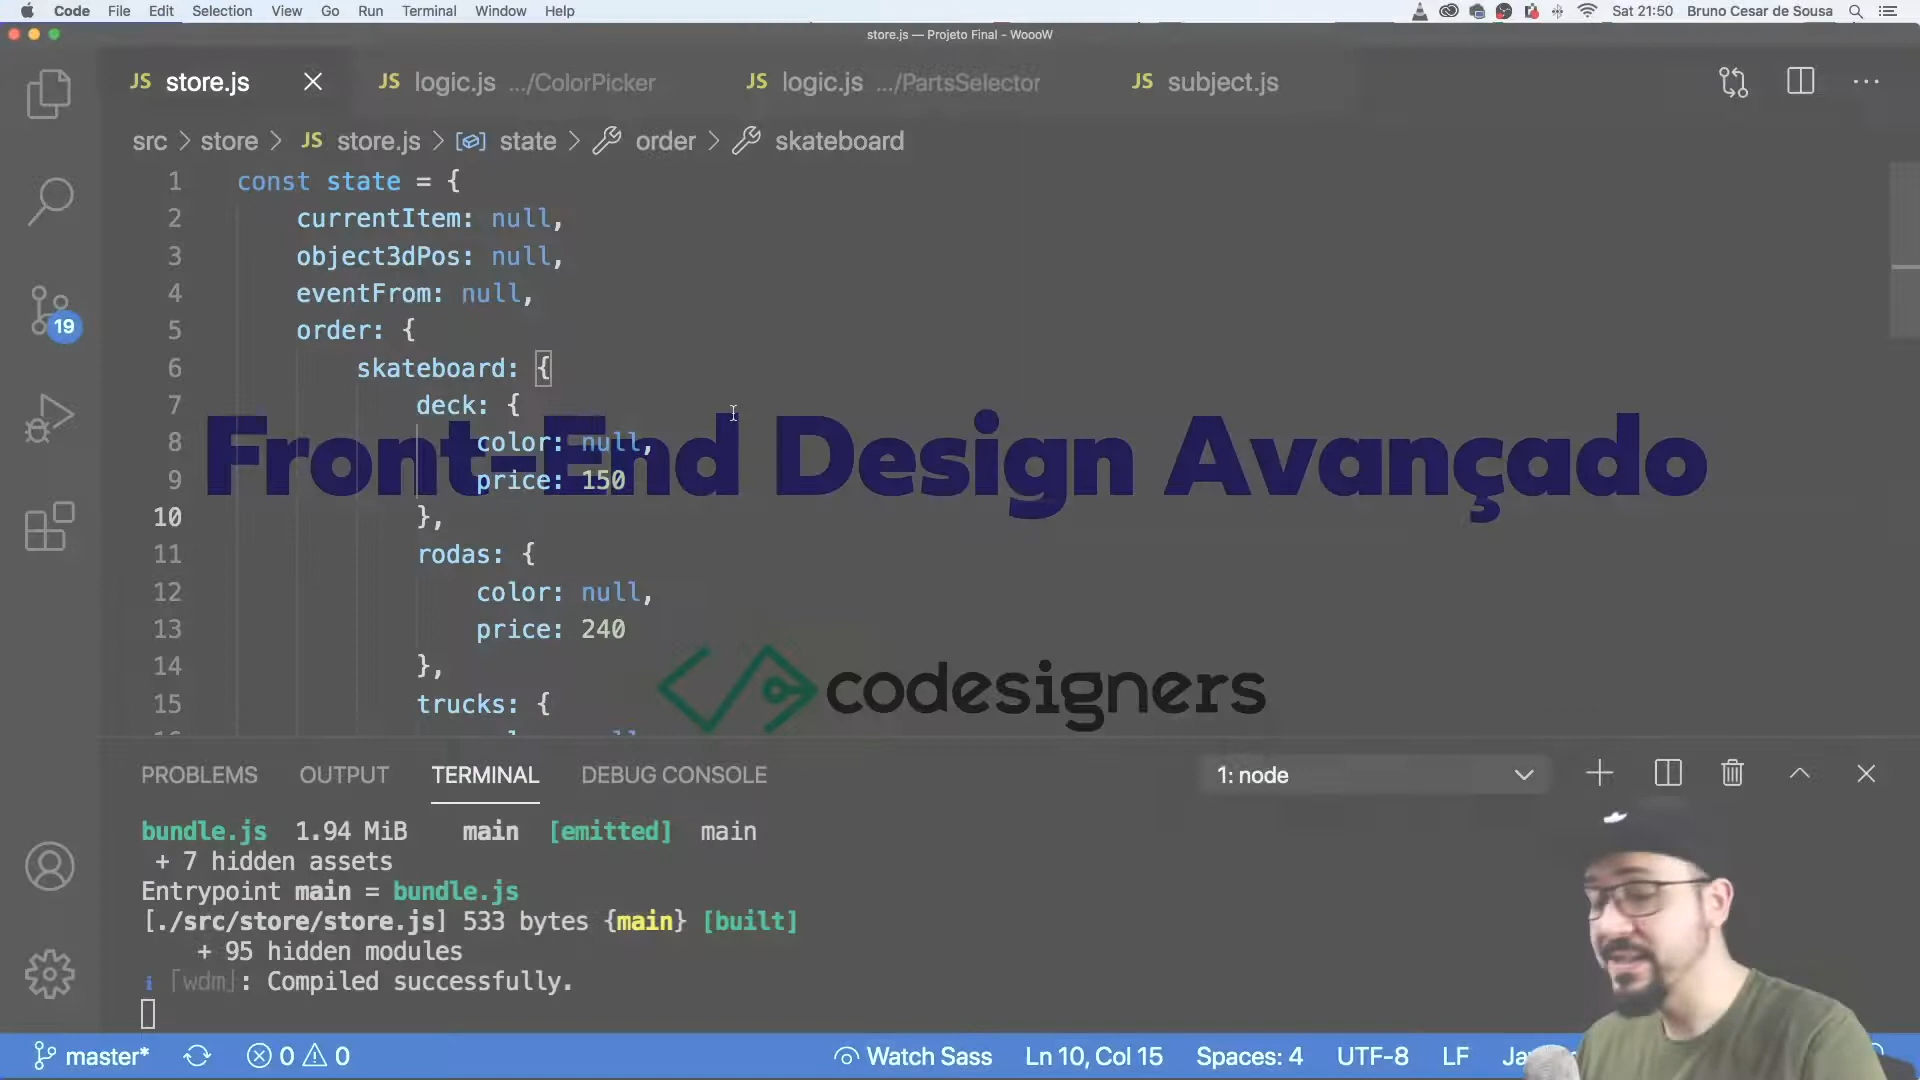 Code File Edit Selection View Go Run Terminal Window Help Sat 21:50 Bruno Cesar de Sousa
store.js — Projeto Final - WoooW
JS store.js JS logic.js .../ColorPicker JS logic.js .../PartsSelector JS subject.js
src > store > JS store.js > state > order > skateboard
1 const state = {
2 currentItem: null,
3 object3dPos: null,
4 eventFrom: null,
5 order: {
6 skateboard: {
7 deck: {
8 color: null,
9 price: 150
10 },
11 rodas: {
12 color: null,
13 price: 240
14 },
15 trucks: {
19
Front-End Design Avançado
codesigners
PROBLEMS OUTPUT TERMINAL DEBUG CONSOLE 1: node
bundle.js 1.94 MiB main [emitted] main
+ 7 hidden assets
Entrypoint main = bundle.js
[./src/store/store.js] 533 bytes {main} [built]
+ 95 hidden modules
i ｢wdm｣: Compiled successfully.
master* 0 0 Watch Sass Ln 10, Col 15 Spaces: 4 UTF-8 LF